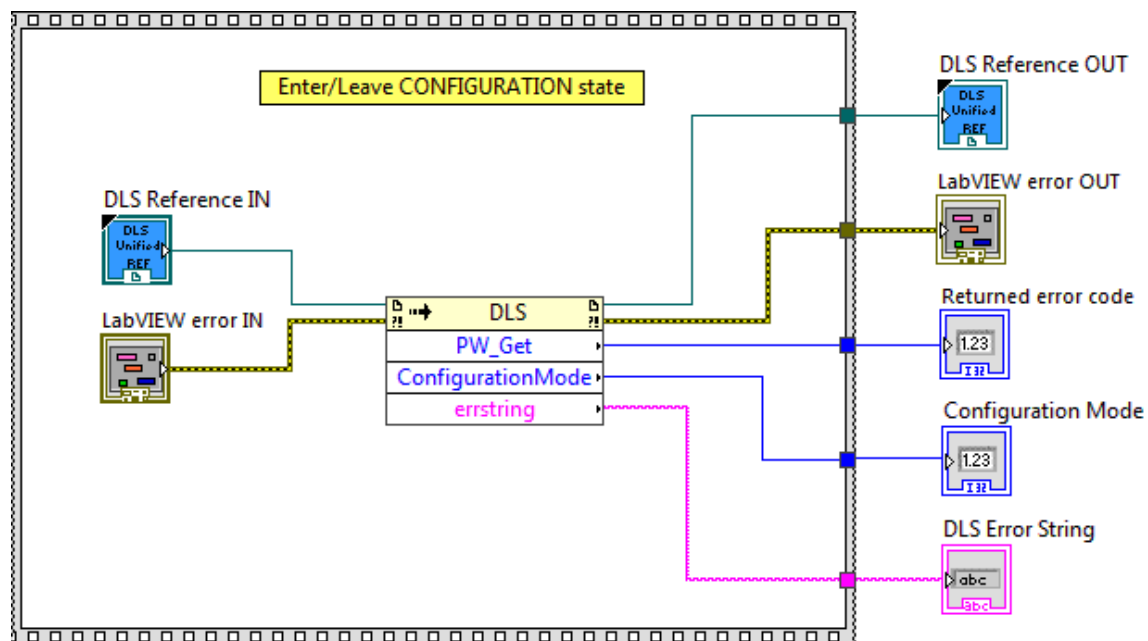 Enter/Leave CONFIGURATION state
DLS Reference IN
DLS
Unified
REF
LabVIEW error IN
?!
DLS
?!
PW_Get
ConfigurationMode
errstring
DLS Reference OUT
DLS
Unified
REF
LabVIEW error OUT
Returned error code
1.23
I32
Configuration Mode
1.23
I32
DLS Error String
abc
abc